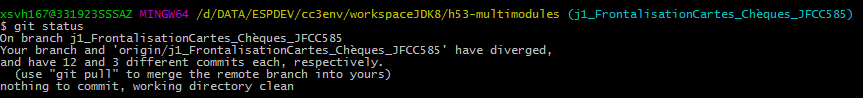 xsvh167@331923SSSAZ MINGW64 /d/DATA/ESPDEV/cc3env/workspaceJDK8/h53-multimodules (j1_FrontalisationCartes_Chèques_JFCC585)
$ git status
On branch j1_FrontalisationCartes_Chèques_JFCC585
Your branch and 'origin/j1_FrontalisationCartes_Chèques_JFCC585' have diverged,
and have 12 and 3 different commits each, respectively.
  (use "git pull" to merge the remote branch into yours)
nothing to commit, working directory clean